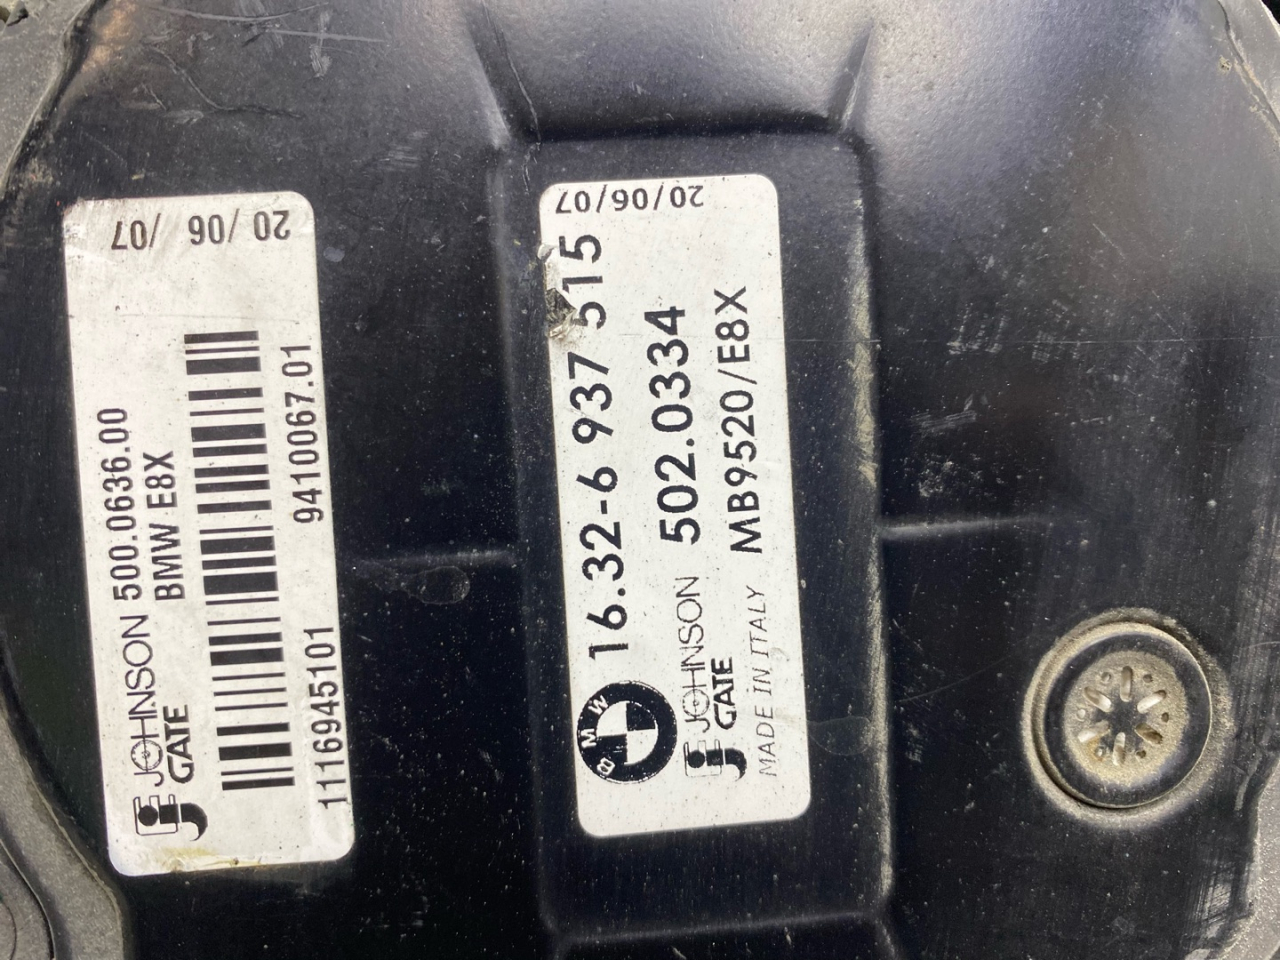 JOHNSON 500.0636.00
GATE BMW E8X
1116945101 9410067.01
20/06/07
BMW 16.32-6 937 515
JOHNSON 502.0334
GATE
MADE IN ITALY MB9520/E8X
20/06/07